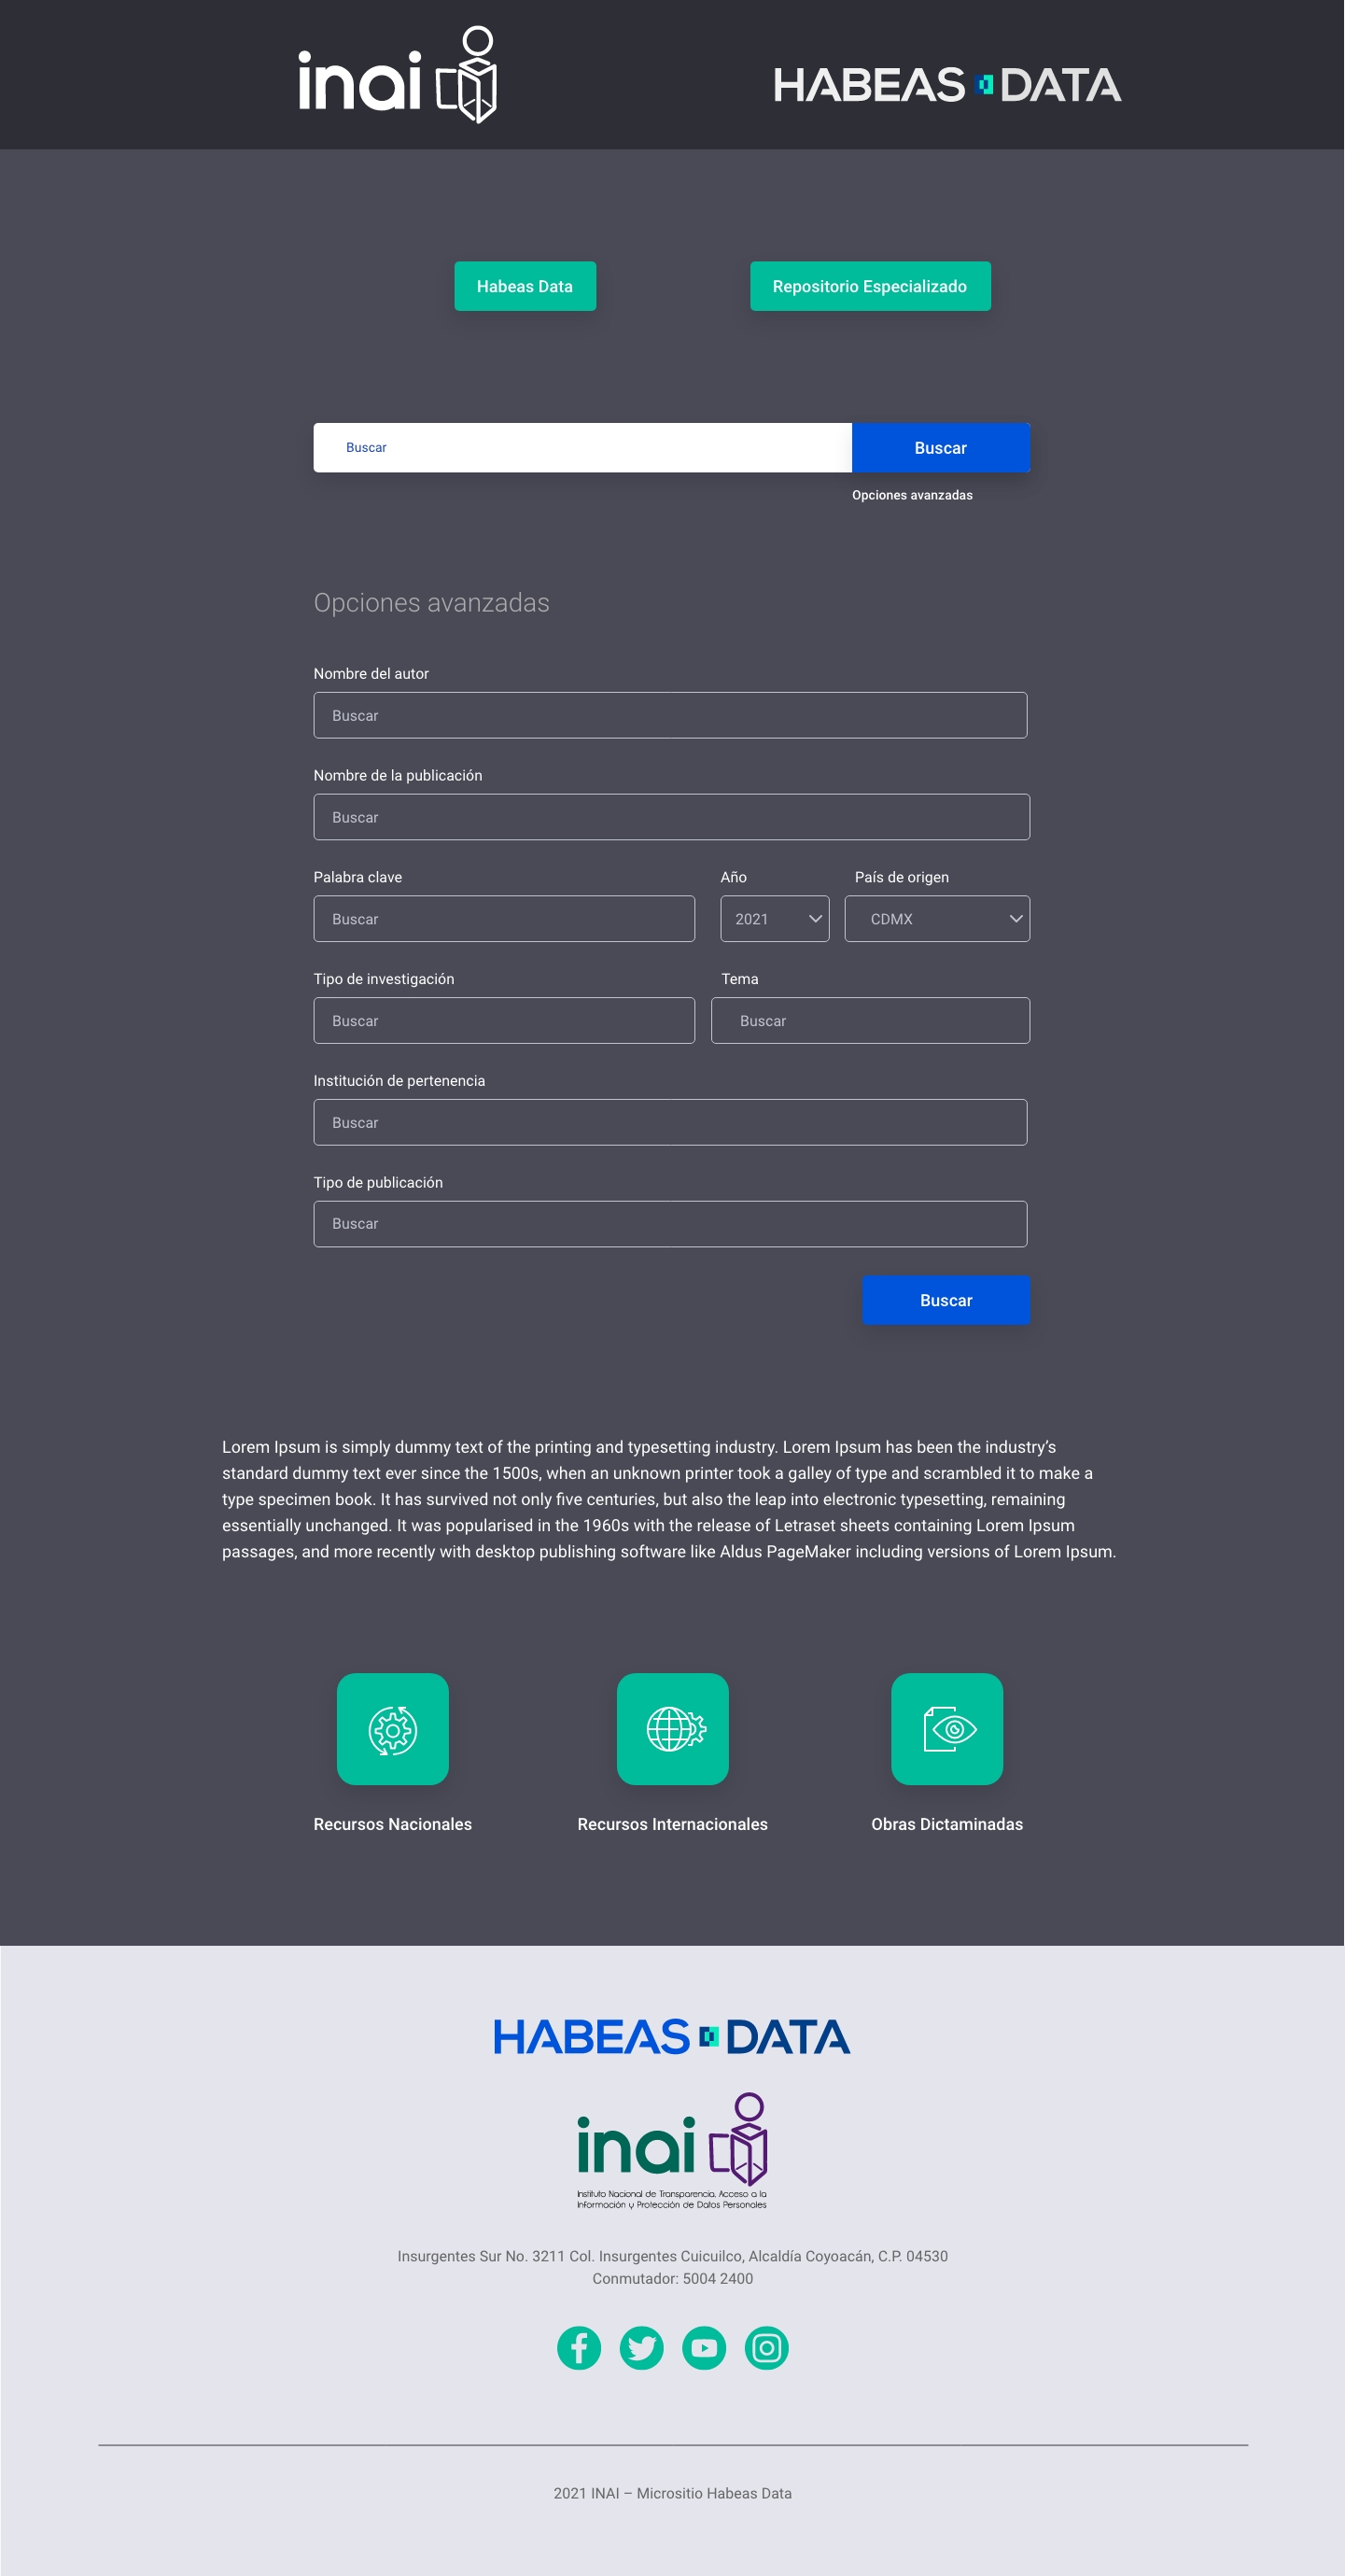 inai
HABEAS DATA
Habeas Data
Repositorio Especializado
Buscar
Buscar
Opciones avanzadas
Opciones avanzadas
Nombre del autor
Buscar
Nombre de la publicación
Buscar
Palabra clave
Año
País de origen
Buscar
2021
CDMX
Tipo de investigación
Tema
Buscar
Buscar
Institución de pertenencia
Buscar
Tipo de publicación
Buscar
Buscar
Lorem Ipsum is simply dummy text of the printing and typesetting industry. Lorem Ipsum has been the industry’s
standard dummy text ever since the 1500s, when an unknown printer took a galley of type and scrambled it to make a
type specimen book. It has survived not only five centuries, but also the leap into electronic typesetting, remaining
essentially unchanged. It was popularised in the 1960s with the release of Letraset sheets containing Lorem Ipsum
passages, and more recently with desktop publishing software like Aldus PageMaker including versions of Lorem Ipsum.
Recursos Nacionales
Recursos Internacionales
Obras Dictaminadas
HABEAS DATA
inai
Instituto Nacional de Transparencia, Acceso a la
Información y Protección de Datos Personales
Insurgentes Sur No. 3211 Col. Insurgentes Cuicuilco, Alcaldía Coyoacán, C.P. 04530
Conmutador: 5004 2400
2021 INAI – Micrositio Habeas Data